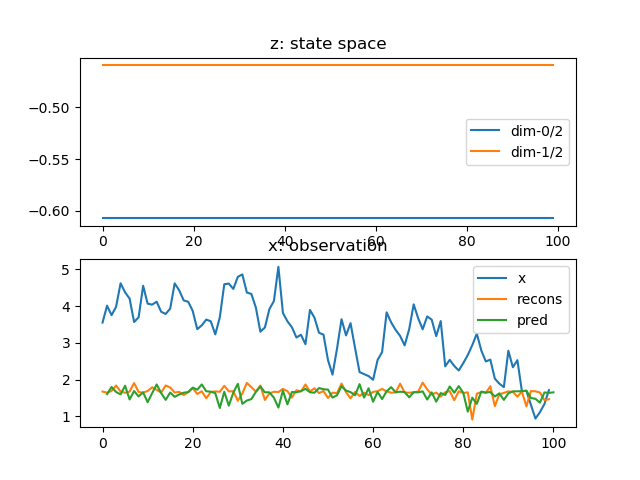 z: state space
−0.50
−0.55
−0.60
dim-0/2
dim-1/2
0 20 40 60 80 100
x: observation
5
4
3
2
1
x
recons
pred
0 20 40 60 80 100